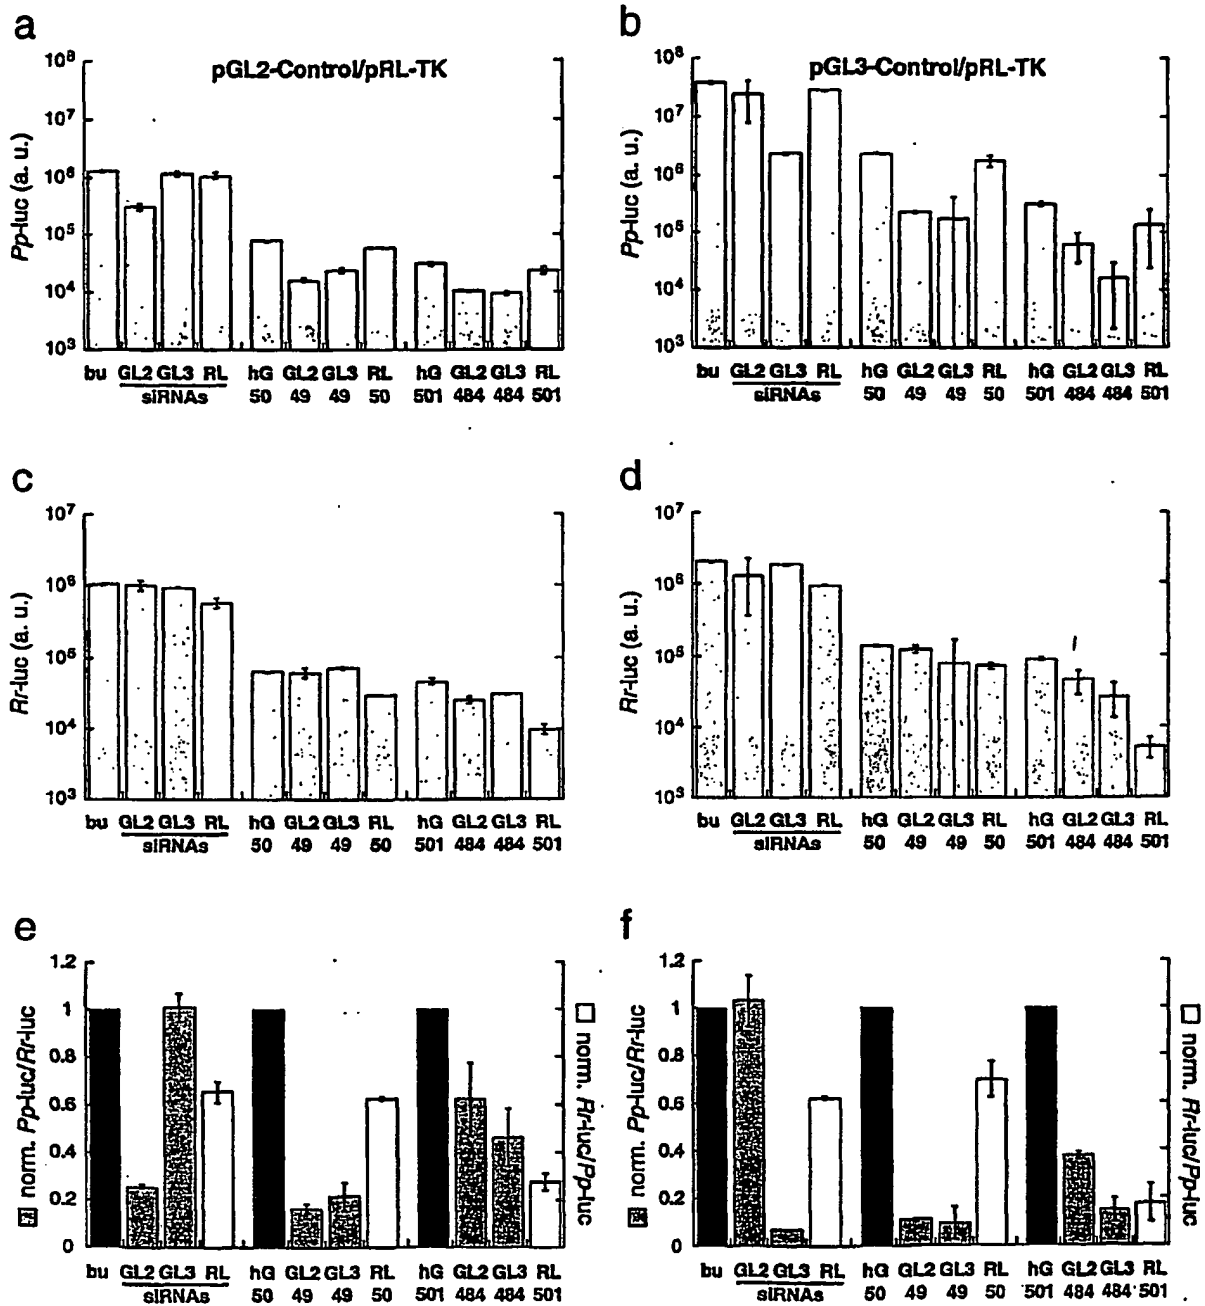 a
pGL2-Control/pRL-TK
Pp-luc (a. u.)
10⁸
10⁷
10⁶
10⁵
10⁴
10³
bu GL2 GL3 RL hG GL2 GL3 RL hG GL2 GL3 RL
siRNAs 50 49 49 50 501 484 484 501
b
pGL3-Control/pRL-TK
Pp-luc (a. u.)
10⁸
10⁷
10⁶
10⁵
10⁴
10³
bu GL2 GL3 RL hG GL2 GL3 RL hG GL2 GL3 RL
siRNAs 50 49 49 50 501 484 484 501
c
Rr-luc (a. u.)
10⁷
10⁶
10⁵
10⁴
10³
bu GL2 GL3 RL hG GL2 GL3 RL hG GL2 GL3 RL
siRNAs 50 49 49 50 501 484 484 501
d
Rr-luc (a. u.)
10⁷
10⁶
10⁵
10⁴
10³
bu GL2 GL3 RL hG GL2 GL3 RL hG GL2 GL3 RL
siRNAs 50 49 49 50 501 484 484 501
e
norm. Pp-luc/Rr-luc
1.2
1
0.8
0.6
0.4
0.2
0
norm. Rr-luc/Pp-luc
bu GL2 GL3 RL hG GL2 GL3 RL hG GL2 GL3 RL
siRNAs 50 49 49 50 501 484 484 501
f
norm. Pp-luc/Rr-luc
1.2
1
0.8
0.6
0.4
0.2
0
norm. Rr-luc/Pp-luc
bu GL2 GL3 RL hG GL2 GL3 RL hG GL2 GL3 RL
siRNAs 50 49 49 50 501 484 484 501